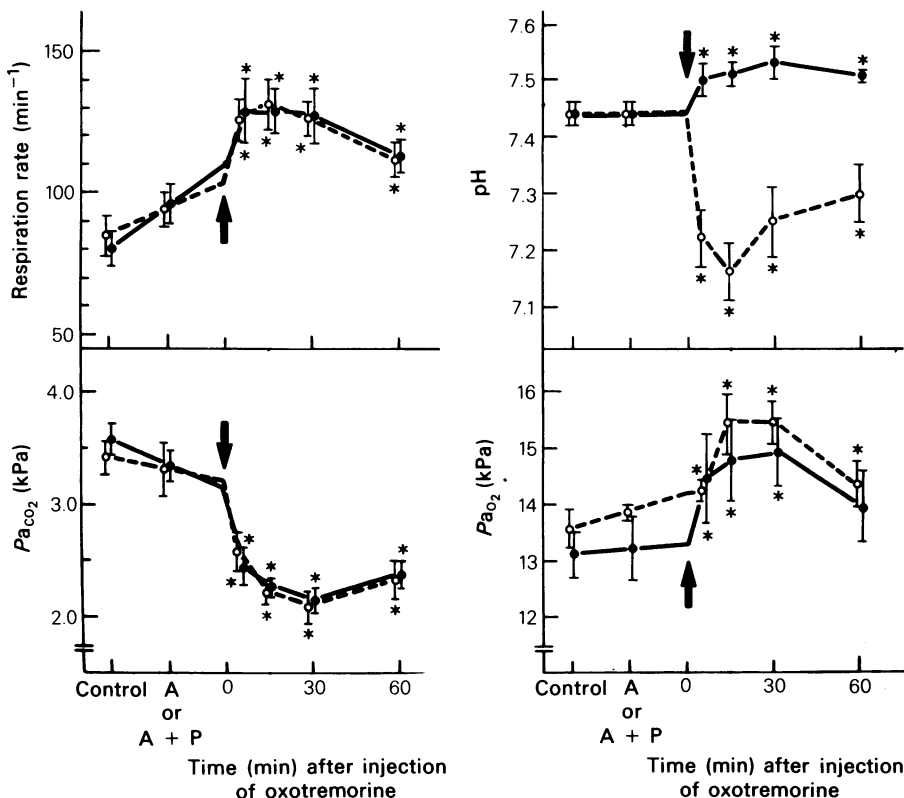 Respiration rate (min⁻¹)
150
100
50
pH
7.6
7.5
7.4
7.3
7.2
7.1
PaCO₂ (kPa)
4.0
3.0
2.0
Control A 0 30 60
or
A + P
Time (min) after injection
of oxotremorine
PaO₂ (kPa)
16
15
14
13
12
Control A 0 30 60
or
A + P
Time (min) after injection
of oxotremorine